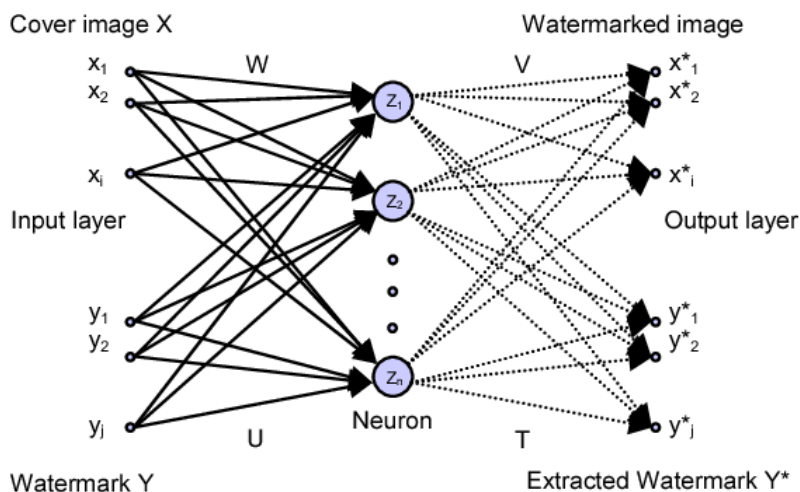 Cover image X
Watermarked image
x₁
W
V
x*₁
x₂
Z₁
x*₂
xᵢ
Z₂
x*ᵢ
Input layer
Output layer
y₁
y*₁
y₂
y*₂
Zₙ
yⱼ
Neuron
y*ⱼ
U
T
Watermark Y
Extracted Watermark Y*